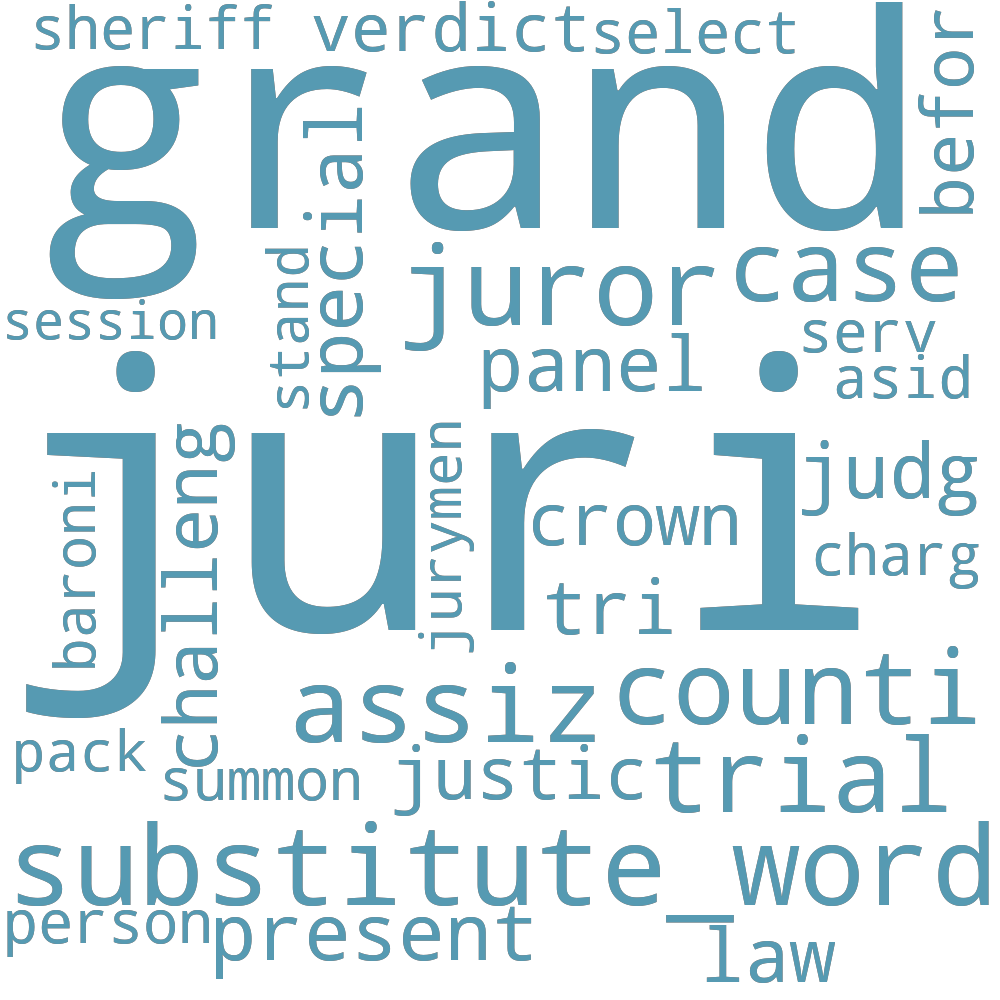 sheriff
verdict
select
befor
grand
special
stand
juror
case
session
serv
panel
asid
juri
challeng
baroni
jurymen
judg
crown
charg
tri
assiz
counti
pack
summon
justic
trial
substitute_word
person
present
law